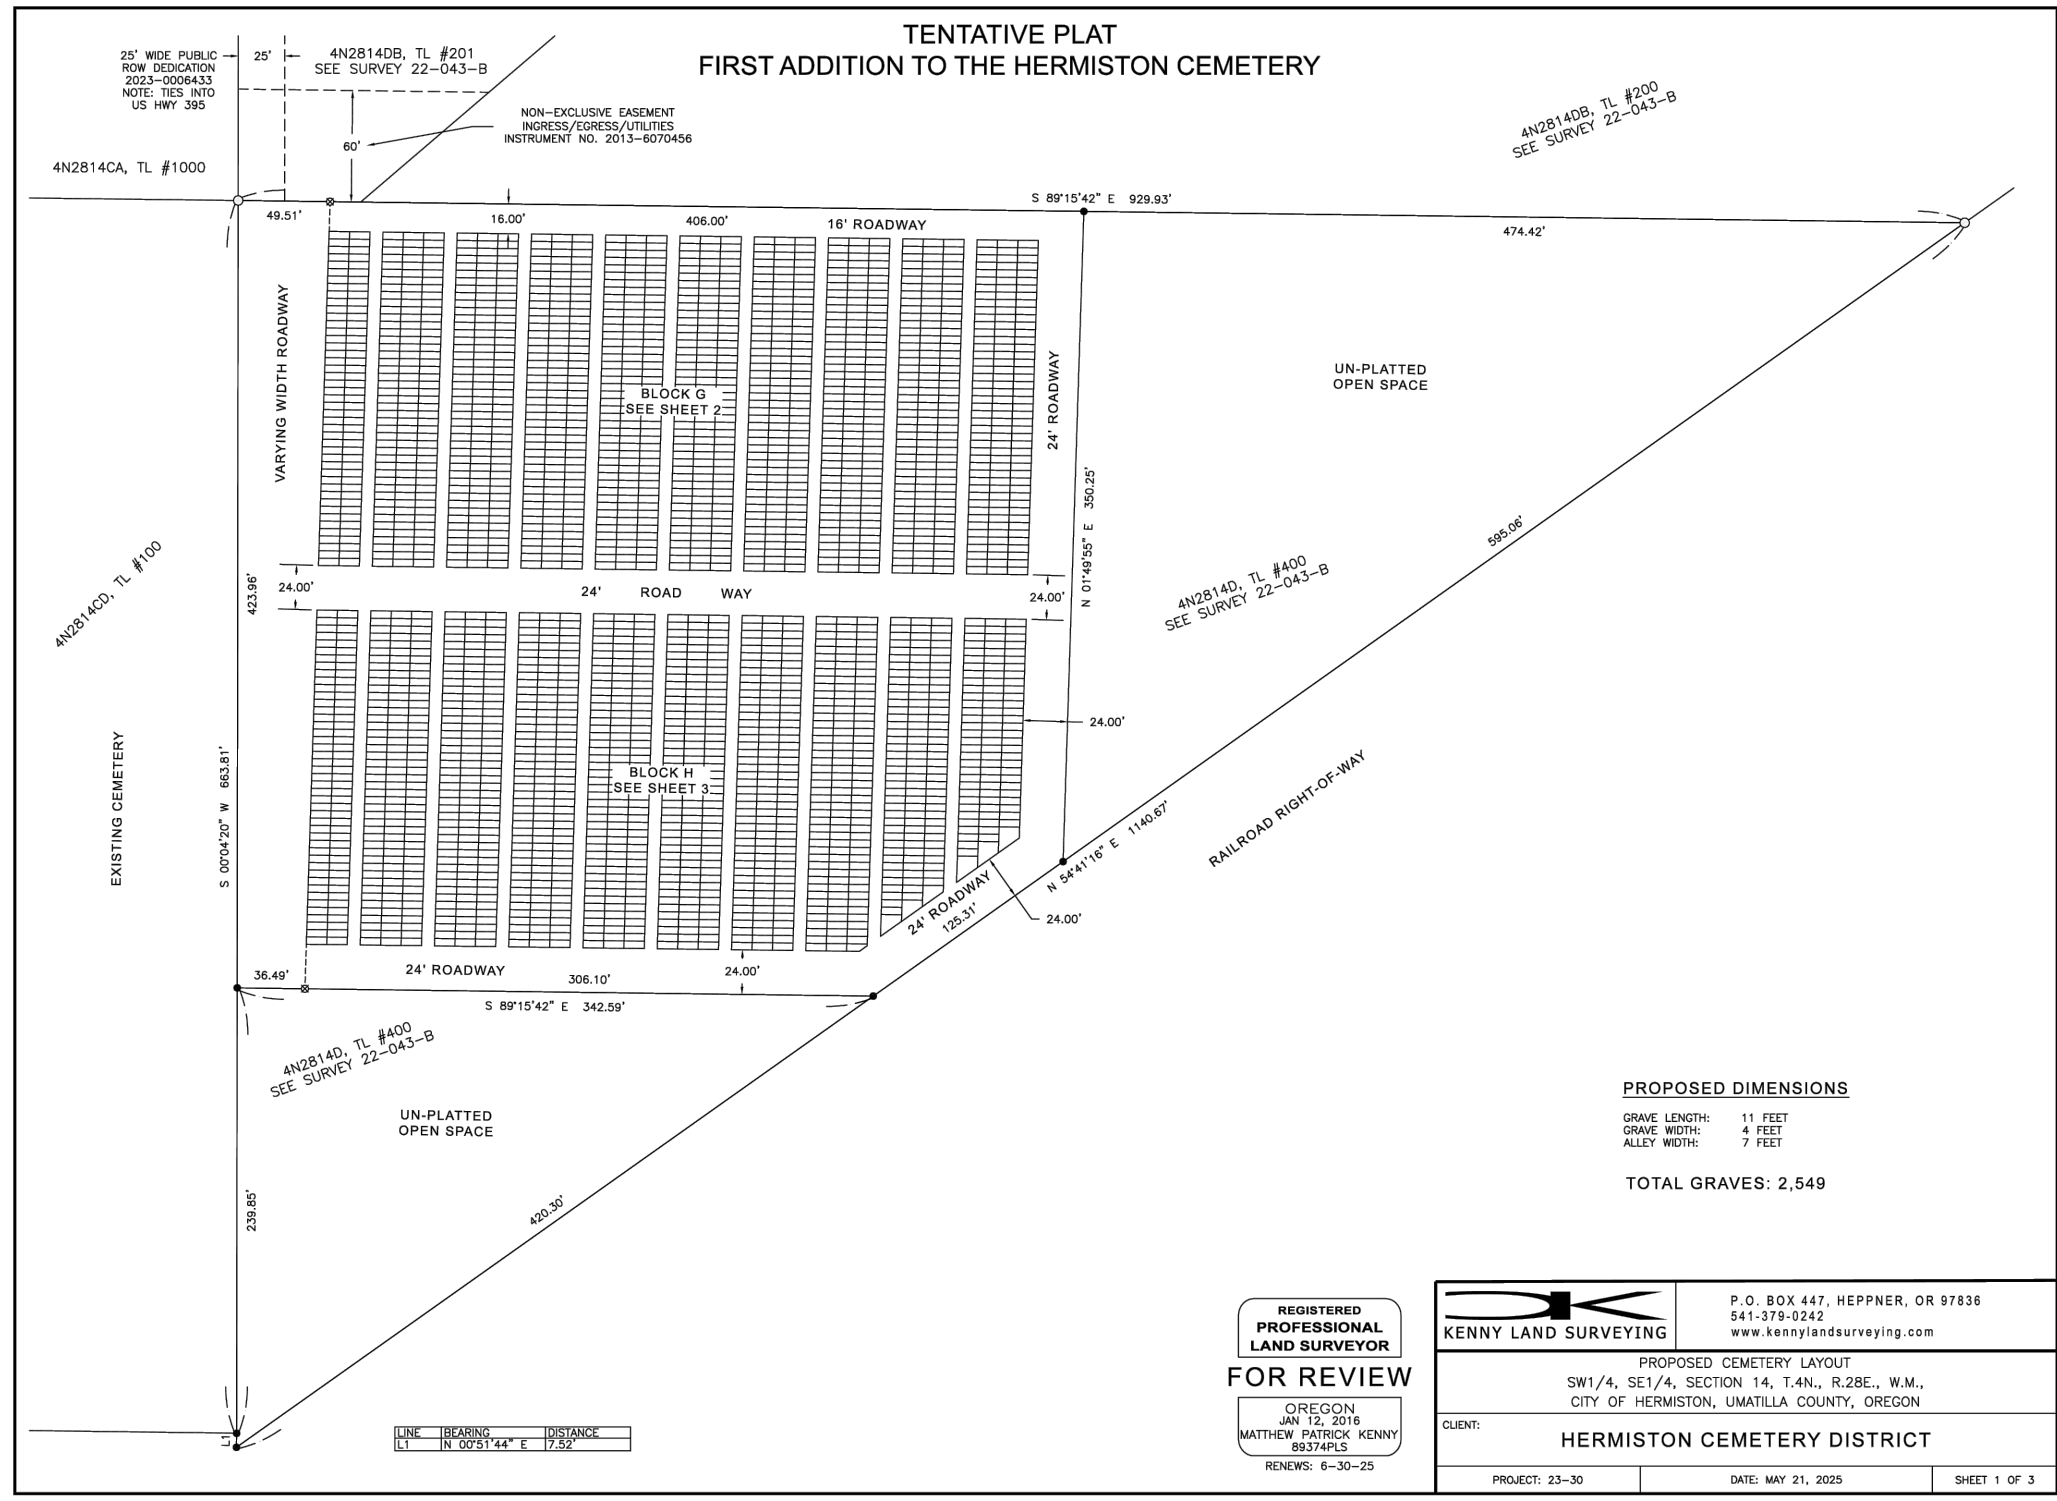 TENTATIVE PLAT
FIRST ADDITION TO THE HERMISTON CEMETERY
25' WIDE PUBLIC
ROW DEDICATION
2023-0006433
NOTE: TIES INTO
US HWY 395
25'
4N2814DB, TL #201
SEE SURVEY 22-043-B
NON-EXCLUSIVE EASEMENT
INGRESS/EGRESS/UTILITIES
INSTRUMENT NO. 2013-6070456
60'
4N2814DB, TL #200
SEE SURVEY 22-043-B
4N2814CA, TL #1000
S 89°15'42" E 929.93'
49.51'
16.00'
406.00'
16' ROADWAY
474.42'
VARYING WIDTH ROADWAY
BLOCK G
SEE SHEET 2
24' ROADWAY
UN-PLATTED
OPEN SPACE
N 01°49'55" E 350.25'
595.06'
4N2814CD, TL #100
423.96'
24.00'
24' ROAD WAY
24.00'
4N2814D, TL #400
SEE SURVEY 22-043-B
24.00'
EXISTING CEMETERY
S 00°04'20" W 663.81'
BLOCK H
SEE SHEET 3
N 54°41'16" E 1140.67'
RAILROAD RIGHT-OF-WAY
24' ROADWAY
125.31'
24.00'
36.49'
24' ROADWAY
306.10'
24.00'
S 89°15'42" E 342.59'
4N2814D, TL #400
SEE SURVEY 22-043-B
UN-PLATTED
OPEN SPACE
239.85'
420.30'
PROPOSED DIMENSIONS
GRAVE LENGTH: 11 FEET
GRAVE WIDTH: 4 FEET
ALLEY WIDTH: 7 FEET
TOTAL GRAVES: 2,549
L1
LINE BEARING DISTANCE
L1 N 00°51'44" E 7.52'
REGISTERED
PROFESSIONAL
LAND SURVEYOR
FOR REVIEW
OREGON
JAN 12, 2016
MATTHEW PATRICK KENNY
89374PLS
RENEWS: 6-30-25
KENNY LAND SURVEYING
P.O. BOX 447, HEPPNER, OR 97836
541-379-0242
www.kennylandsurveying.com
PROPOSED CEMETERY LAYOUT
SW1/4, SE1/4, SECTION 14, T.4N., R.28E., W.M.,
CITY OF HERMISTON, UMATILLA COUNTY, OREGON
CLIENT:
HERMISTON CEMETERY DISTRICT
PROJECT: 23-30
DATE: MAY 21, 2025
SHEET 1 OF 3